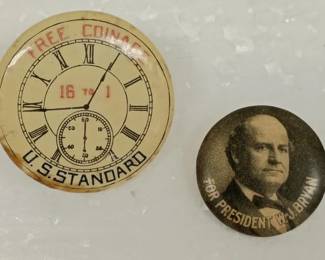 FREE COINAGE
16 TO 1
U.S. STANDARD
FOR PRESIDENT W. J. BRYAN